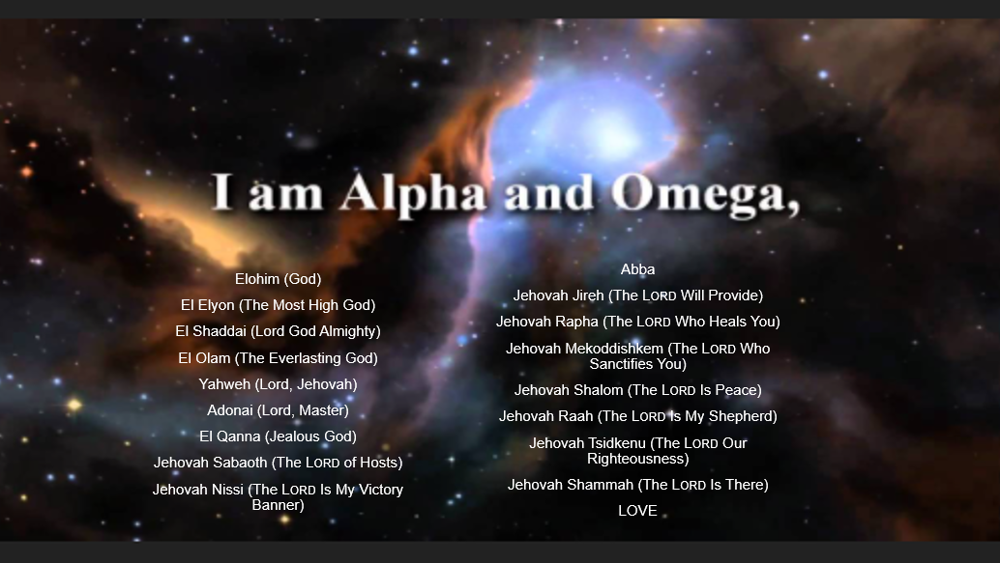 I am Alpha and Omega,
Elohim (God)
El Elyon (The Most High God)
El Shaddai (Lord God Almighty)
El Olam (The Everlasting God)
Yahweh (Lord, Jehovah)
Adonai (Lord, Master)
El Qanna (Jealous God)
Jehovah Sabaoth (The LORD of Hosts)
Jehovah Nissi (The LORD Is My Victory
Banner)
Abba
Jehovah Jireh (The LORD Will Provide)
Jehovah Rapha (The LORD Who Heals You)
Jehovah Mekoddishkem (The LORD Who
Sanctifies You)
Jehovah Shalom (The LORD Is Peace)
Jehovah Raah (The LORD Is My Shepherd)
Jehovah Tsidkenu (The LORD Our
Righteousness)
Jehovah Shammah (The LORD Is There)
LOVE